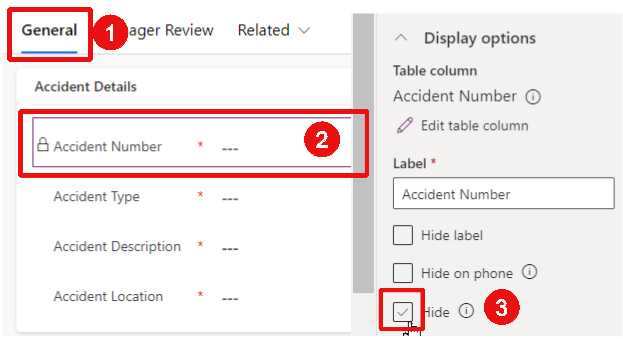 General
1
ager Review
Related
Accident Details
Accident Number * ---
2
Accident Type * ---
Accident Description * ---
Accident Location * ---
Display options
Table column
Accident Number
Edit table column
Label *
Accident Number
Hide label
Hide on phone
Hide
3